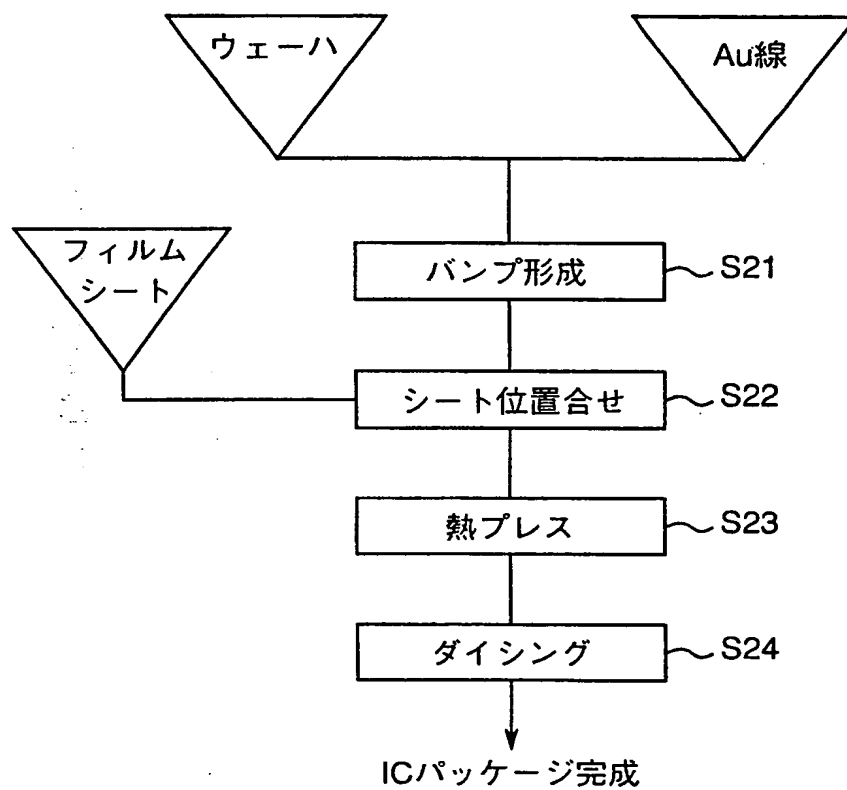 ウェーハ
Au線
フィルム
シート
バンプ形成
S21
シート位置合せ
S22
熱プレス
S23
ダイシング
S24
ICパッケージ完成